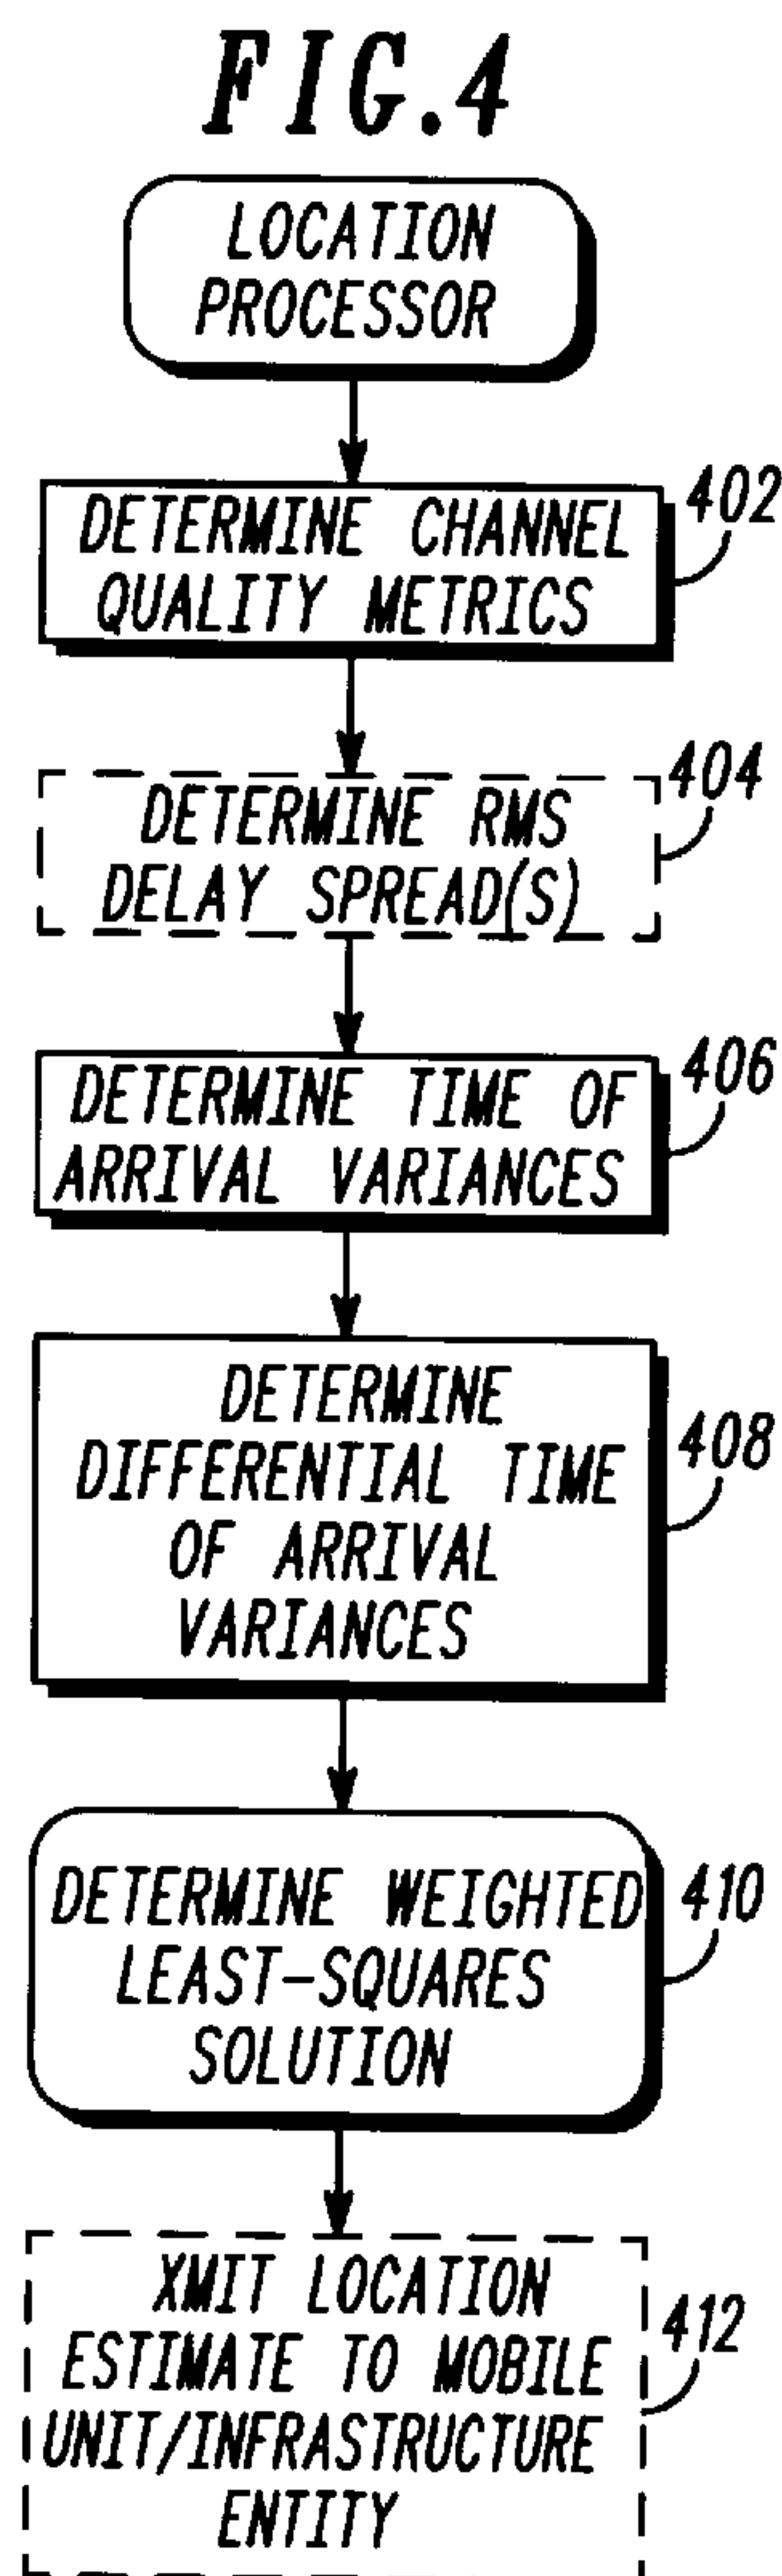 FIG.4
LOCATION
PROCESSOR
402
DETERMINE CHANNEL
QUALITY METRICS
404
DETERMINE RMS
DELAY SPREAD(S)
406
DETERMINE TIME OF
ARRIVAL VARIANCES
408
DETERMINE
DIFFERENTIAL TIME
OF ARRIVAL
VARIANCES
410
DETERMINE WEIGHTED
LEAST-SQUARES
SOLUTION
412
XMIT LOCATION
ESTIMATE TO MOBILE
UNIT/INFRASTRUCTURE
ENTITY